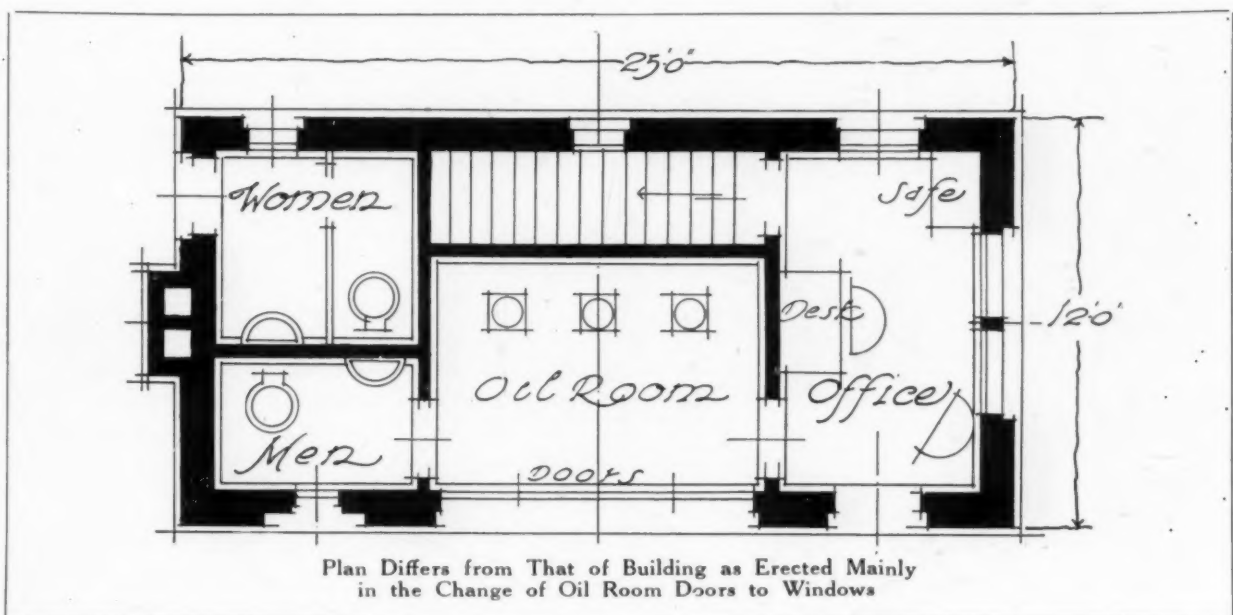 25'0"
Women
Safe
Desk
12'0"
Oil Room
Office
Men
Doors
Plan Differs from That of Building as Erected Mainly
in the Change of Oil Room Doors to Windows